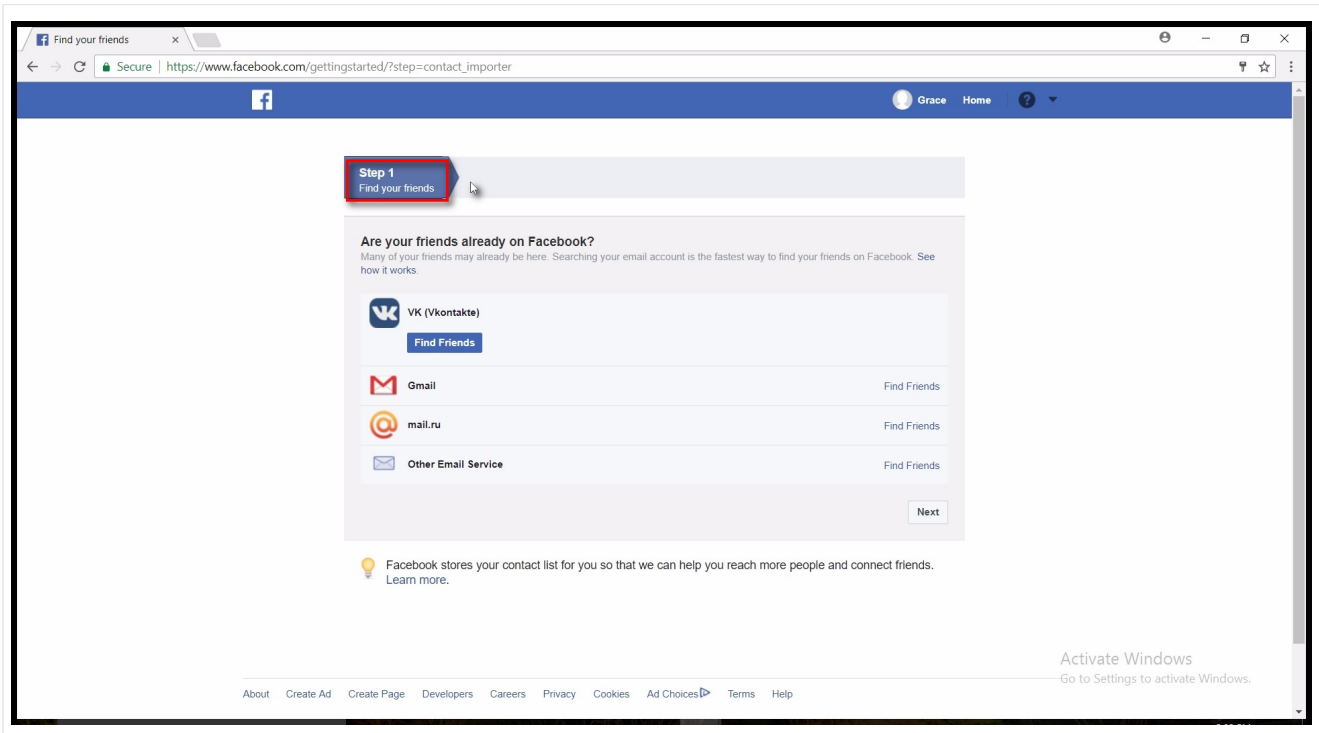 Find your friends
Secure | https://www.facebook.com/gettingstarted/?step=contact_importer
Grace Home
Step 1
Find your friends
Are your friends already on Facebook?
Many of your friends may already be here. Searching your email account is the fastest way to find your friends on Facebook. See
how it works.
VK (Vkontakte)
Find Friends
Gmail Find Friends
mail.ru Find Friends
Other Email Service Find Friends
Next
Facebook stores your contact list for you so that we can help you reach more people and connect friends.
Learn more.
Activate Windows
Go to Settings to activate Windows.
About Create Ad Create Page Developers Careers Privacy Cookies Ad Choices Terms Help